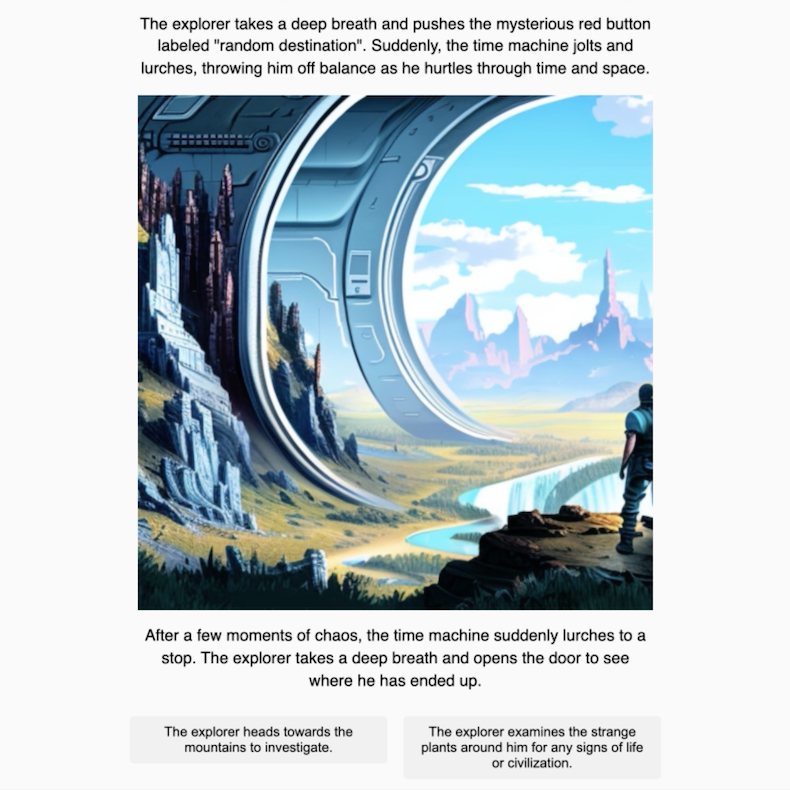 The explorer takes a deep breath and pushes the mysterious red button
labeled "random destination". Suddenly, the time machine jolts and
lurches, throwing him off balance as he hurtles through time and space.
After a few moments of chaos, the time machine suddenly lurches to a
stop. The explorer takes a deep breath and opens the door to see
where he has ended up.
The explorer heads towards the
mountains to investigate.
The explorer examines the strange
plants around him for any signs of life
or civilization.